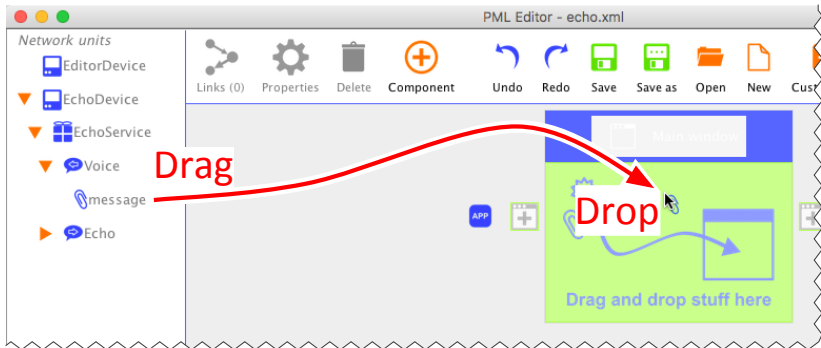 PML Editor - echo.xml
Network units
EditorDevice
EchoDevice
EchoService
Voice
message
Echo
Links (0) Properties Delete Component Undo Redo Save Save as Open New Cust
Main window
Drag
Drop
APP
Drag and drop stuff here